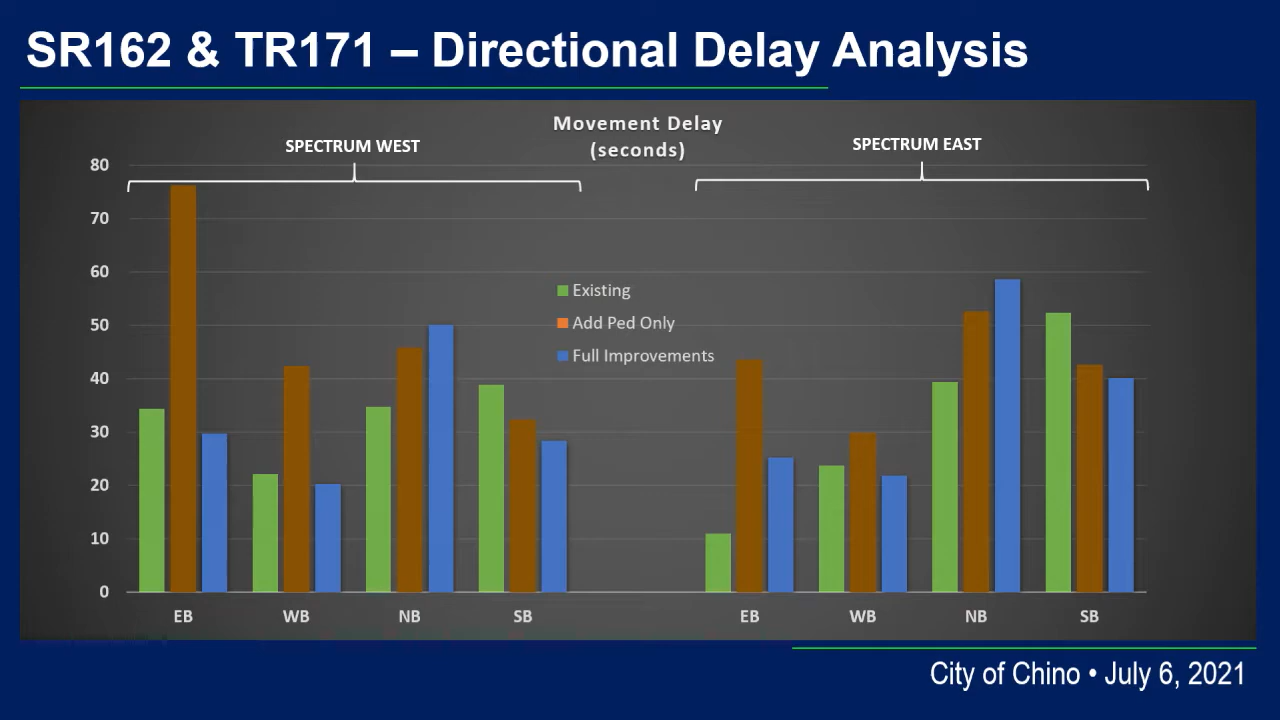 SR162 & TR171 – Directional Delay Analysis
Movement Delay
(seconds)
SPECTRUM WEST
SPECTRUM EAST
80
70
60
50
40
30
20
10
0
Existing
Add Ped Only
Full Improvements
EB WB NB SB EB WB NB SB
City of Chino • July 6, 2021